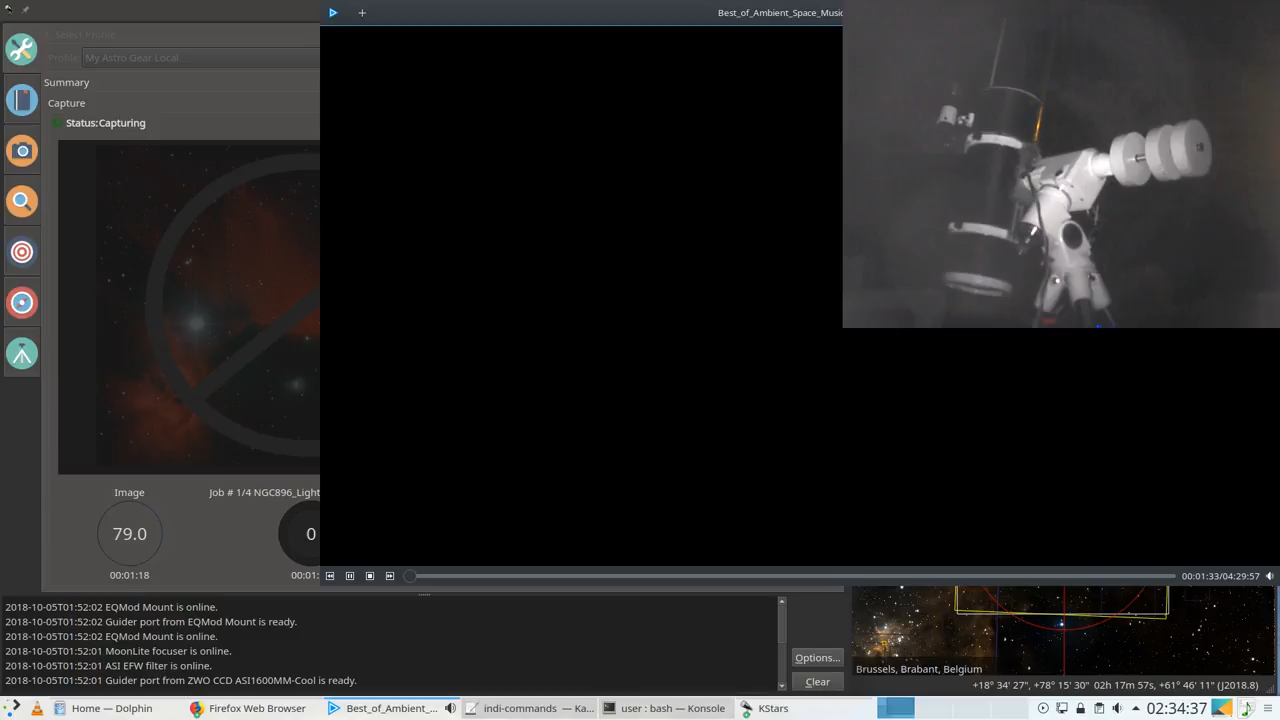 Best_of_Ambient_Space_Music
Select Profile
Profile: My Astro Gear Local
Summary
Capture
Status:Capturing
Image
Job # 1/4 NGC896_Light
79.0
0
00:01:18
00:01:
00:01:33/04:29:57
2018-10-05T01:52:02 EQMod Mount is online.
2018-10-05T01:52:02 Guider port from EQMod Mount is ready.
2018-10-05T01:52:02 EQMod Mount is online.
2018-10-05T01:52:01 MoonLite focuser is online.
2018-10-05T01:52:01 ASI EFW filter is online.
2018-10-05T01:52:01 Guider port from ZWO CCD ASI1600MM-Cool is ready.
Options...
Clear
Brussels, Brabant, Belgium
+18° 34' 27", +78° 15' 30" 02h 17m 57s, +61° 46' 11" (J2018.8)
Home — Dolphin
Firefox Web Browser
Best_of_Ambient_...
indi-commands — Ka...
user : bash — Konsole
KStars
02:34:37